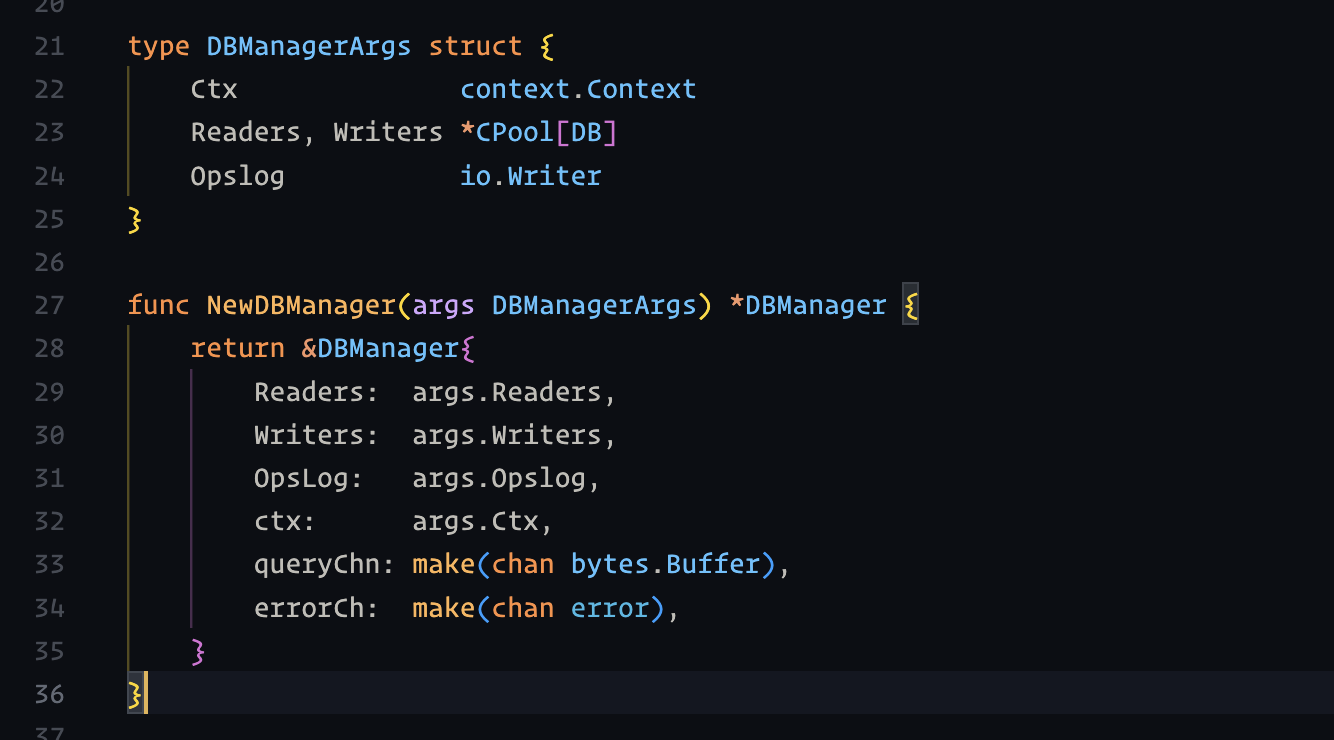 20
21 type DBManagerArgs struct {
22     Ctx              context.Context
23     Readers, Writers *CPool[DB]
24     Opslog           io.Writer
25 }
26
27 func NewDBManager(args DBManagerArgs) *DBManager {
28     return &DBManager{
29         Readers:  args.Readers,
30         Writers:  args.Writers,
31         OpsLog:   args.Opslog,
32         ctx:      args.Ctx,
33         queryChn: make(chan bytes.Buffer),
34         errorCh:  make(chan error),
35     }
36 }
37